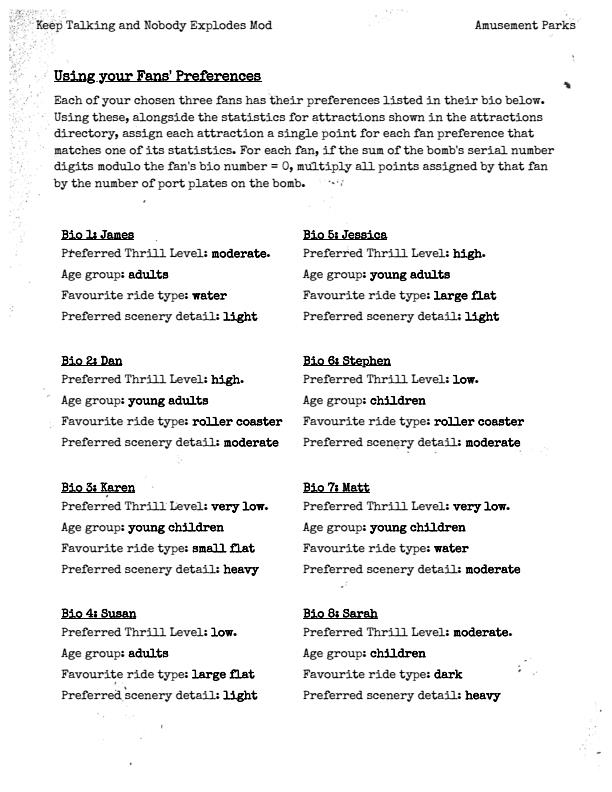 Keep Talking and Nobody Explodes Mod
Amusement Parks
Using your Fans' Preferences
Each of your chosen three fans has their preferences listed in their bio below.
Using these, alongside the statistics for attractions shown in the attractions
directory, assign each attraction a single point for each fan preference that
matches one of its statistics. For each fan, if the sum of the bomb's serial number
digits modulo the fan's bio number = 0, multiply all points assigned by that fan
by the number of port plates on the bomb.
Bio 1: James
Preferred Thrill Level: moderate.
Age group: adults
Favourite ride type: water
Preferred scenery detail: light
Bio 2: Dan
Preferred Thrill Level: high.
Age group: young adults
Favourite ride type: roller coaster
Preferred scenery detail: moderate
Bio 3: Karen
Preferred Thrill Level: very low.
Age group: young children
Favourite ride type: small flat
Preferred scenery detail: heavy
Bio 4: Susan
Preferred Thrill Level: low.
Age group: adults
Favourite ride type: large flat
Preferred scenery detail: light
Bio 5: Jessica
Preferred Thrill Level: high.
Age group: young adults
Favourite ride type: large flat
Preferred scenery detail: light
Bio 6: Stephen
Preferred Thrill Level: low.
Age group: children
Favourite ride type: roller coaster
Preferred scenery detail: moderate
Bio 7: Matt
Preferred Thrill Level: very low.
Age group: young children
Favourite ride type: water
Preferred scenery detail: moderate
Bio 8: Sarah
Preferred Thrill Level: moderate.
Age group: children
Favourite ride type: dark
Preferred scenery detail: heavy